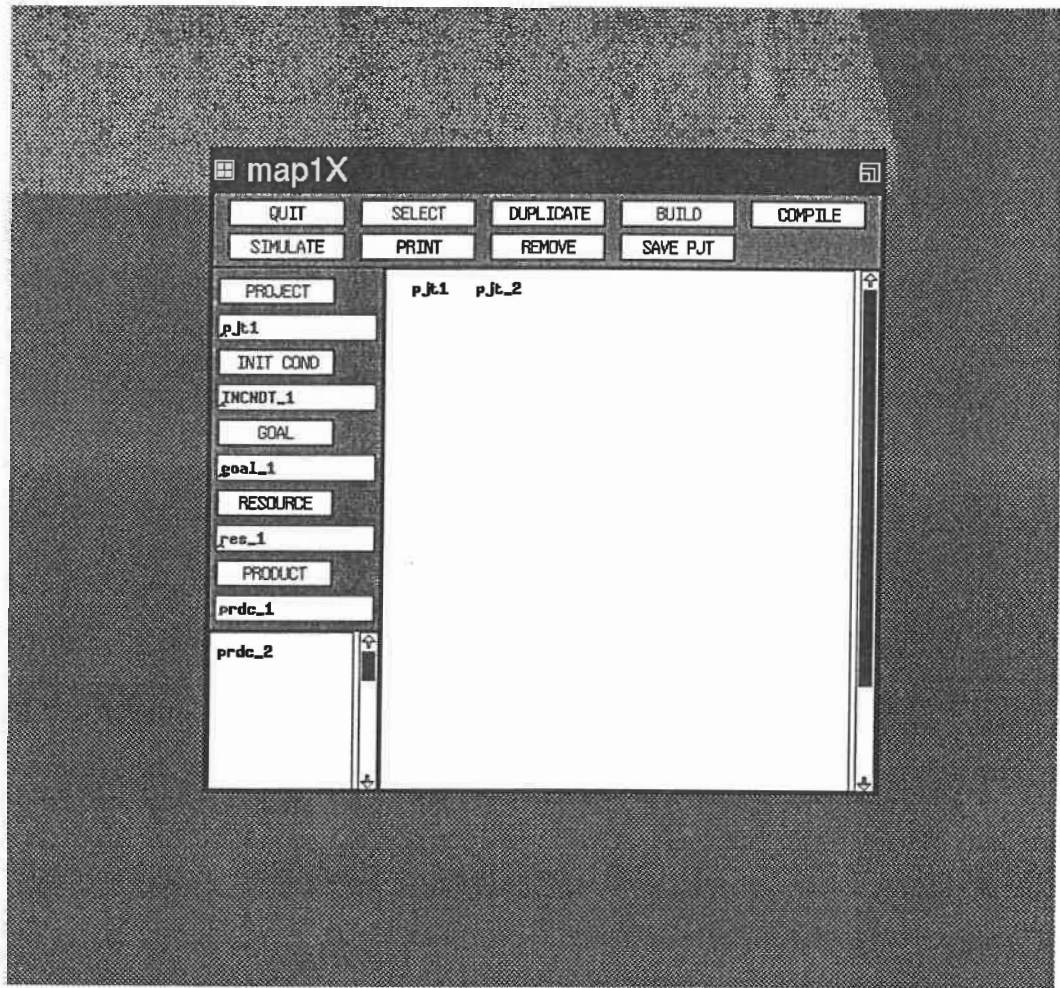 map1X
QUIT SELECT DUPLICATE BUILD COMPILE
SIMULATE PRINT REMOVE SAVE PJT
PROJECT
pjt1
INIT COND
INCNDT_1
GOAL
goal_1
RESOURCE
res_1
PRODUCT
prdc_1
prdc_2
pjt1 pjt_2